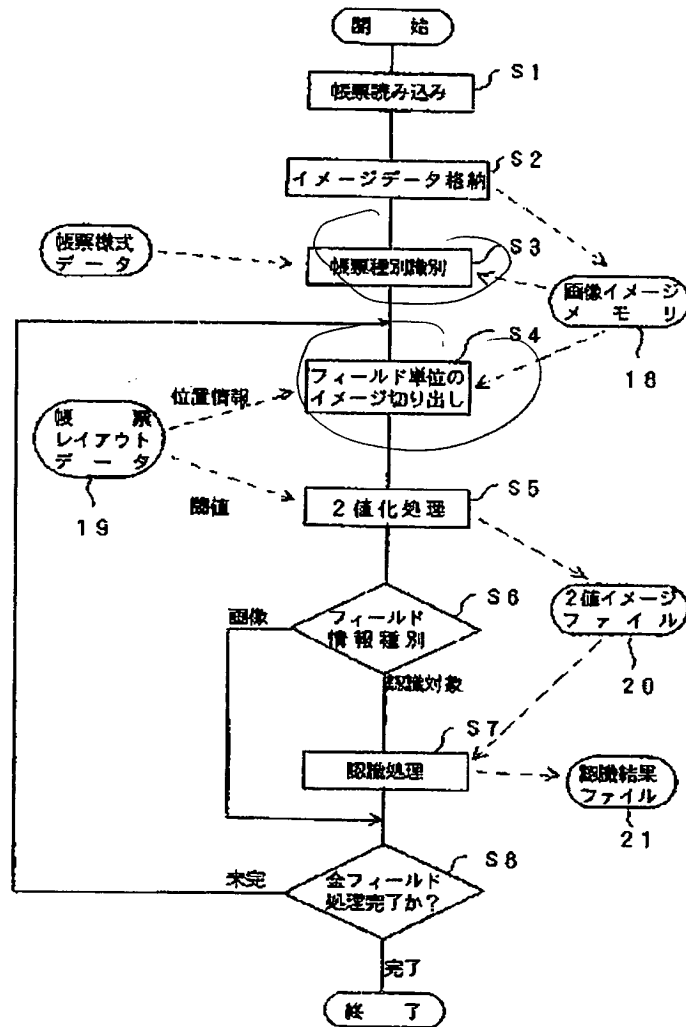 開 始
S1
帳票読み込み
S2
イメージデータ格納
帳票様式
データ
S3
帳票種別識別
画像イメージ
メモリ
18
S4
フィールド単位の
イメージ切り出し
位置情報
帳 票
レイアウト
データ
19
閾値
S5
2値化処理
S6
フィールド
情報種別
画像
認識対象
2値イメージ
ファイル
20
S7
認識処理
認識結果
ファイル
21
S8
全フィールド
処理完了か?
未完
完了
終 了